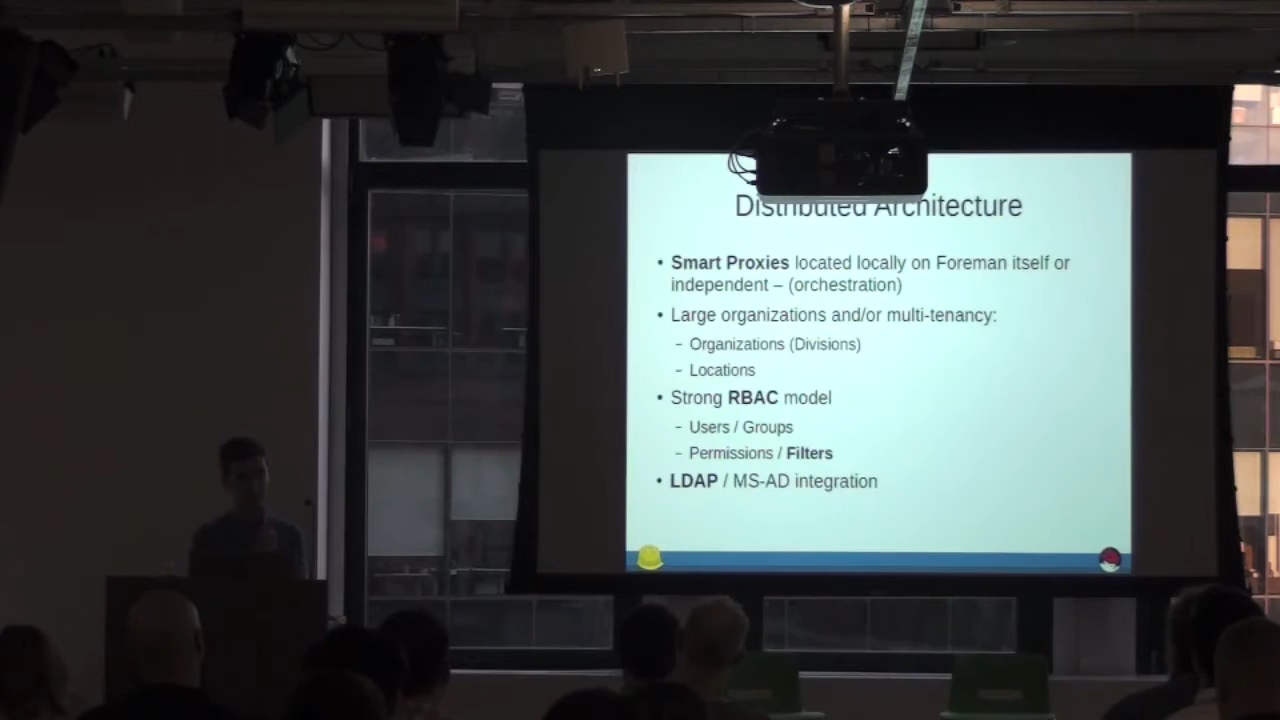 Distributed Architecture
• Smart Proxies located locally on Foreman itself or
independent – (orchestration)
• Large organizations and/or multi-tenancy:
– Organizations (Divisions)
– Locations
• Strong RBAC model
– Users / Groups
– Permissions / Filters
• LDAP / MS-AD integration